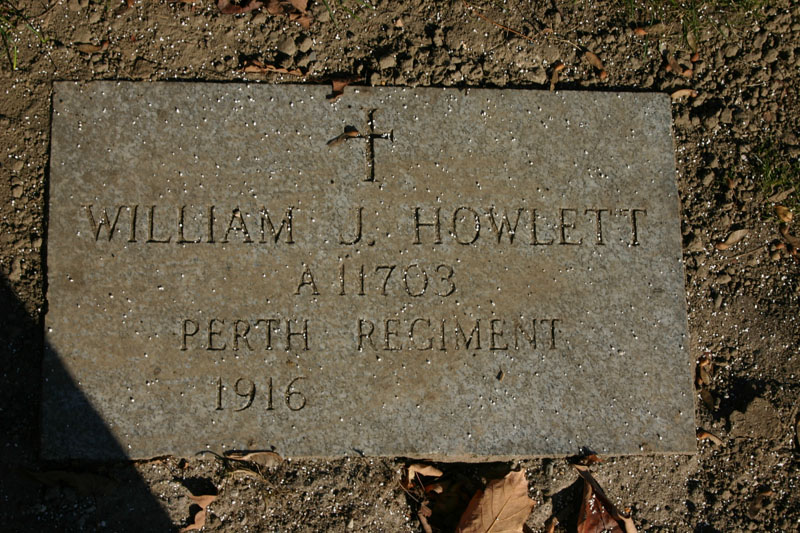 WILLIAM J. HOWLETT
A 11703
PERTH REGIMENT
1916